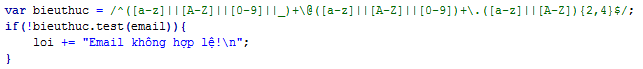 var bieuthuc = /^([a-z]||[A-Z]||[0-9]||_)+\@([a-z]||[A-Z]||[0-9])+\.([a-z]||[A-Z]){2,4}$/;
if(!bieuthuc.test(email)){
loi += "Email không hợp lệ!\n";
}